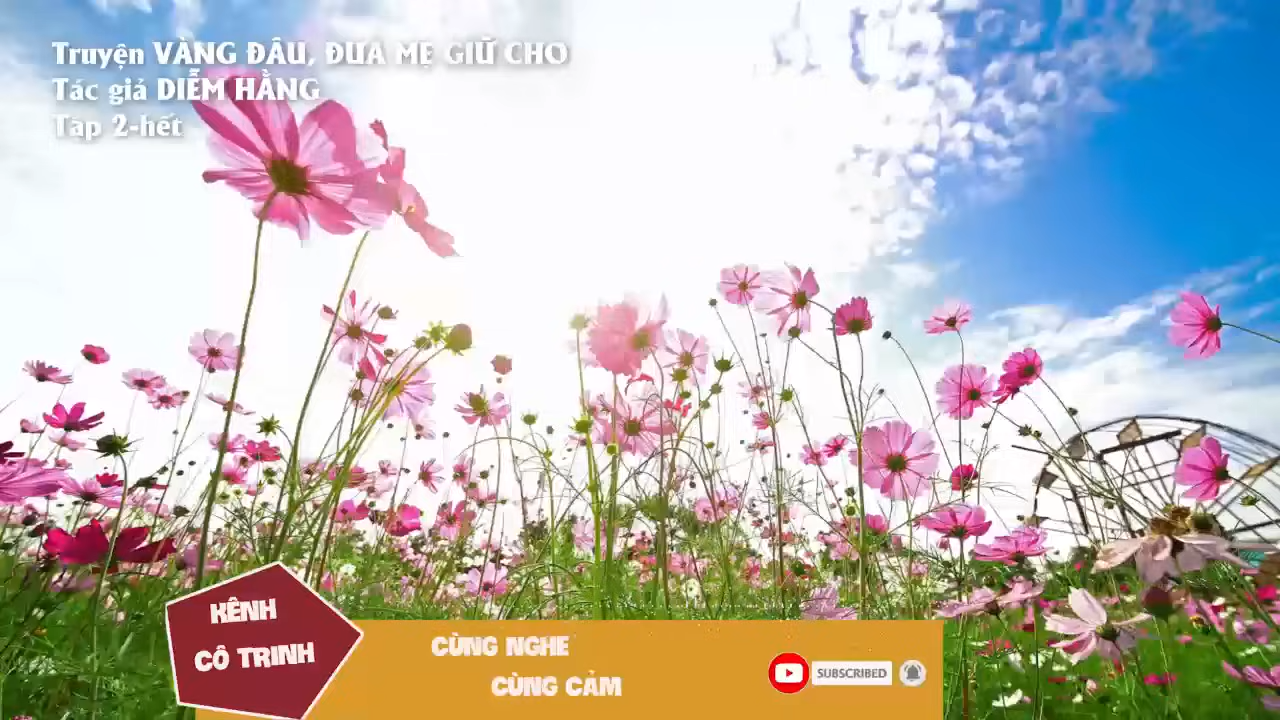 Truyện VÀNG ĐÂU, ĐƯA MẸ GIỮ CHO
Tác giả DIỄM HẰNG
Tập 2-hết
KÊNH
CÔ TRINH
CÙNG NGHE
CÙNG CẢM
SUBSCRIBED